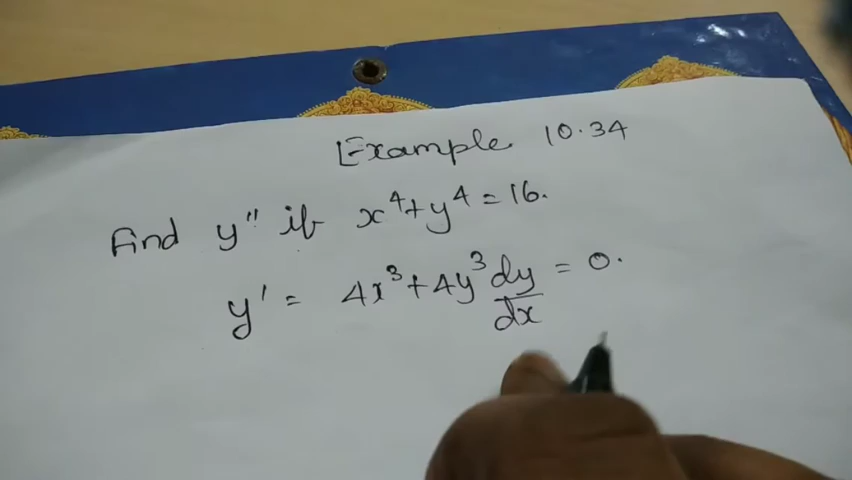 Example 10.34
Find y'' if x⁴+y⁴=16.
y' = 4x³+4y³ dy/dx = 0.